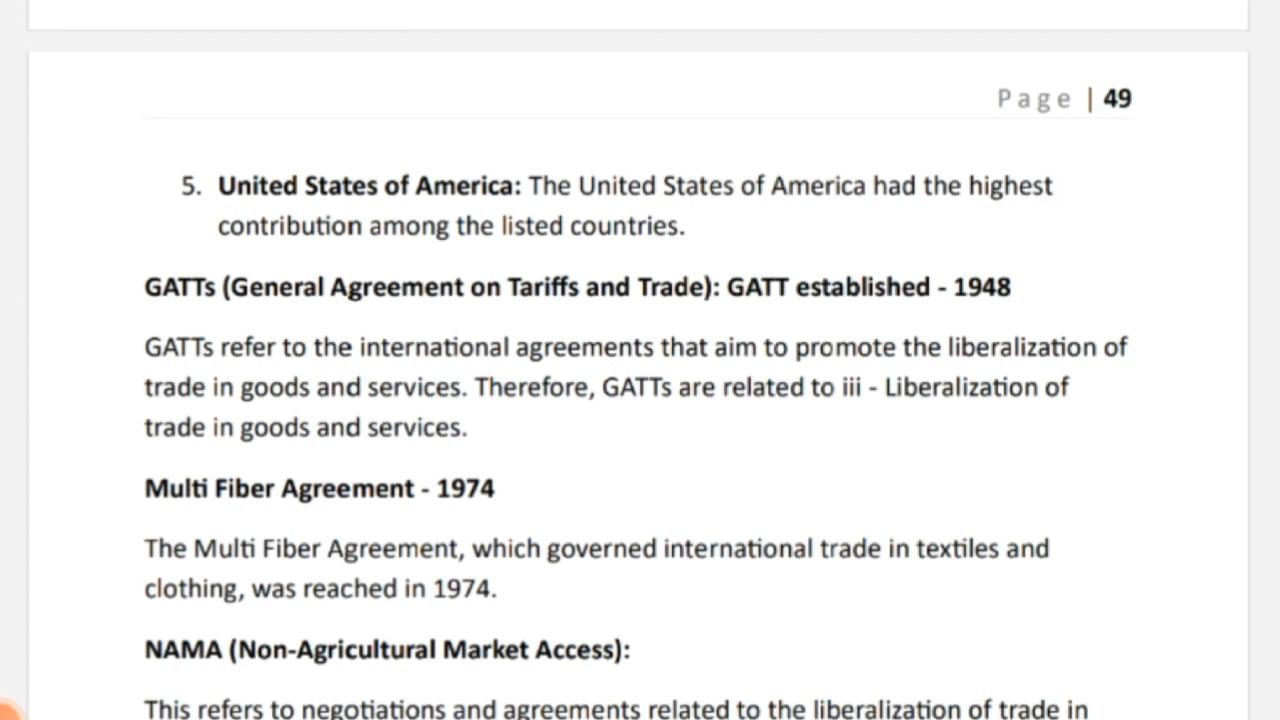 Page | 49
5. United States of America: The United States of America had the highest
contribution among the listed countries.
GATTs (General Agreement on Tariffs and Trade): GATT established - 1948
GATTs refer to the international agreements that aim to promote the liberalization of
trade in goods and services. Therefore, GATTs are related to iii - Liberalization of
trade in goods and services.
Multi Fiber Agreement - 1974
The Multi Fiber Agreement, which governed international trade in textiles and
clothing, was reached in 1974.
NAMA (Non-Agricultural Market Access):
This refers to negotiations and agreements related to the liberalization of trade in